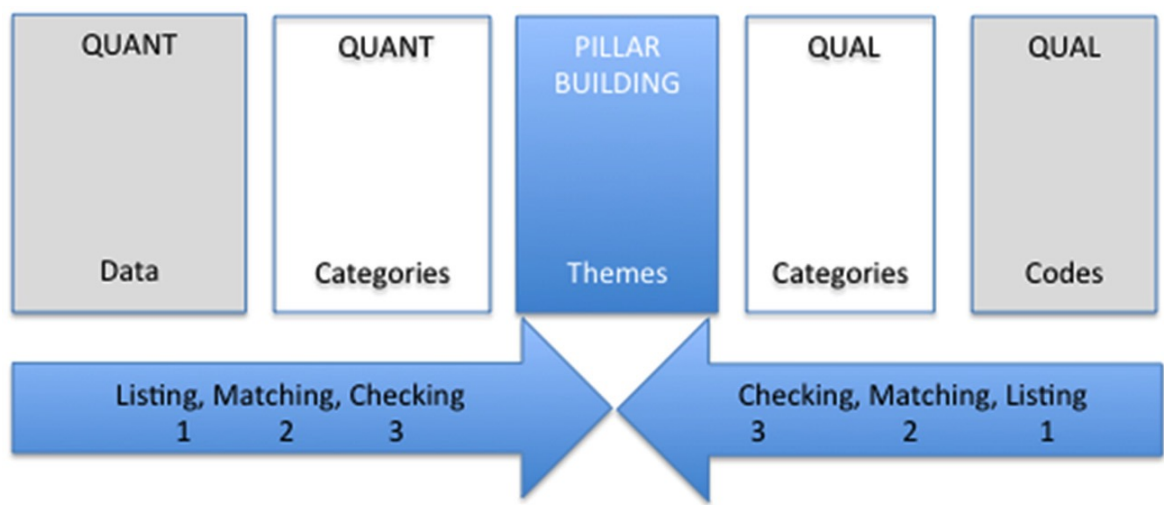 QUANT
Data
QUANT
Categories
PILLAR
BUILDING
Themes
QUAL
Categories
QUAL
Codes
Listing, Matching, Checking
1 2 3
Checking, Matching, Listing
3 2 1